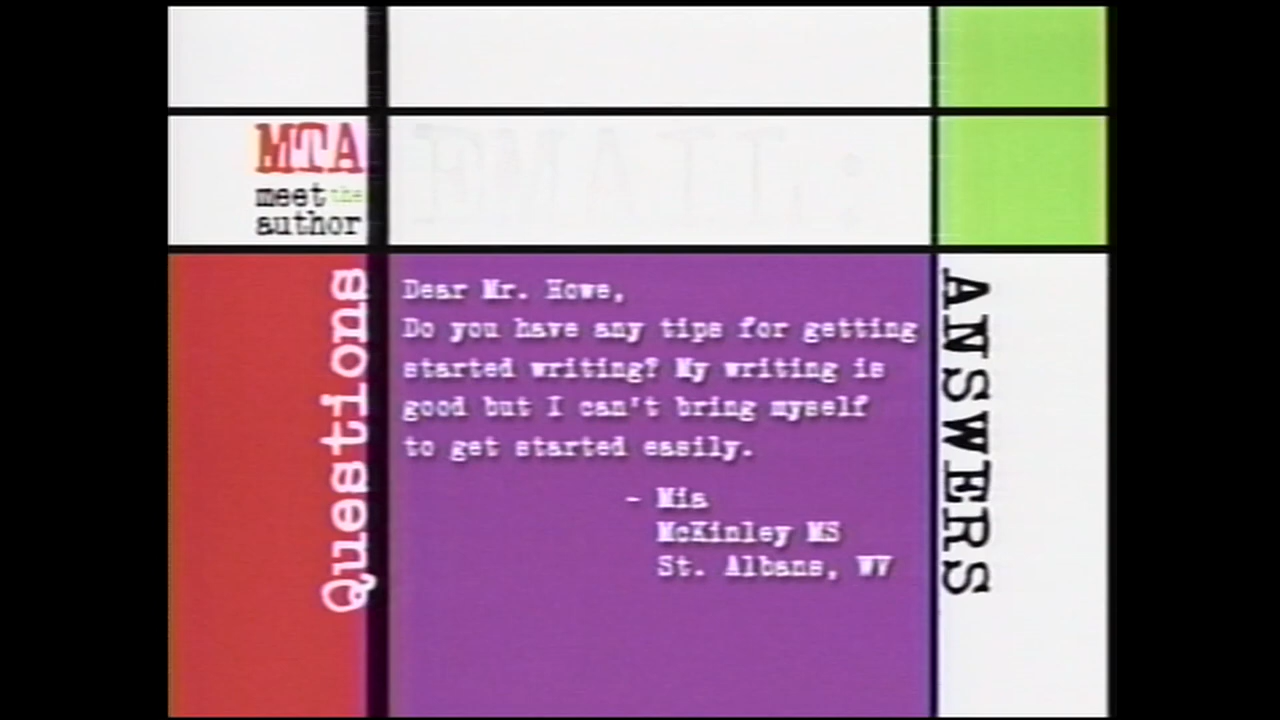 MTA
meet the
author
EMAIL:
Questions
Dear Mr. Howe,
Do you have any tips for getting
started writing? My writing is
good but I can't bring myself
to get started easily.
- Mia
McKinley MS
St. Albans, WV
ANSWERS